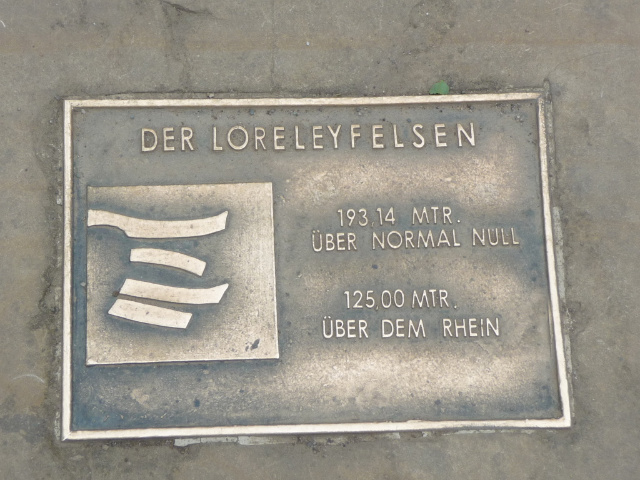 DER LORELEYFELSEN
193,14 MTR.
ÜBER NORMAL NULL
125,00 MTR.
ÜBER DEM RHEIN